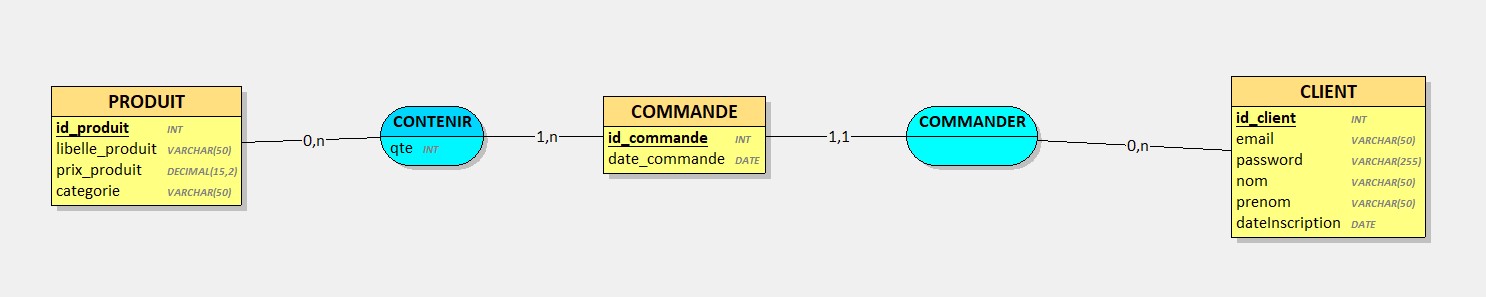 PRODUIT
id_produit INT
libelle_produit VARCHAR(50)
prix_produit DECIMAL(15,2)
categorie VARCHAR(50)
0,n
CONTENIR
qte INT
1,n
COMMANDE
id_commande INT
date_commande DATE
1,1
COMMANDER
0,n
CLIENT
id_client INT
email VARCHAR(50)
password VARCHAR(255)
nom VARCHAR(50)
prenom VARCHAR(50)
dateInscription DATE